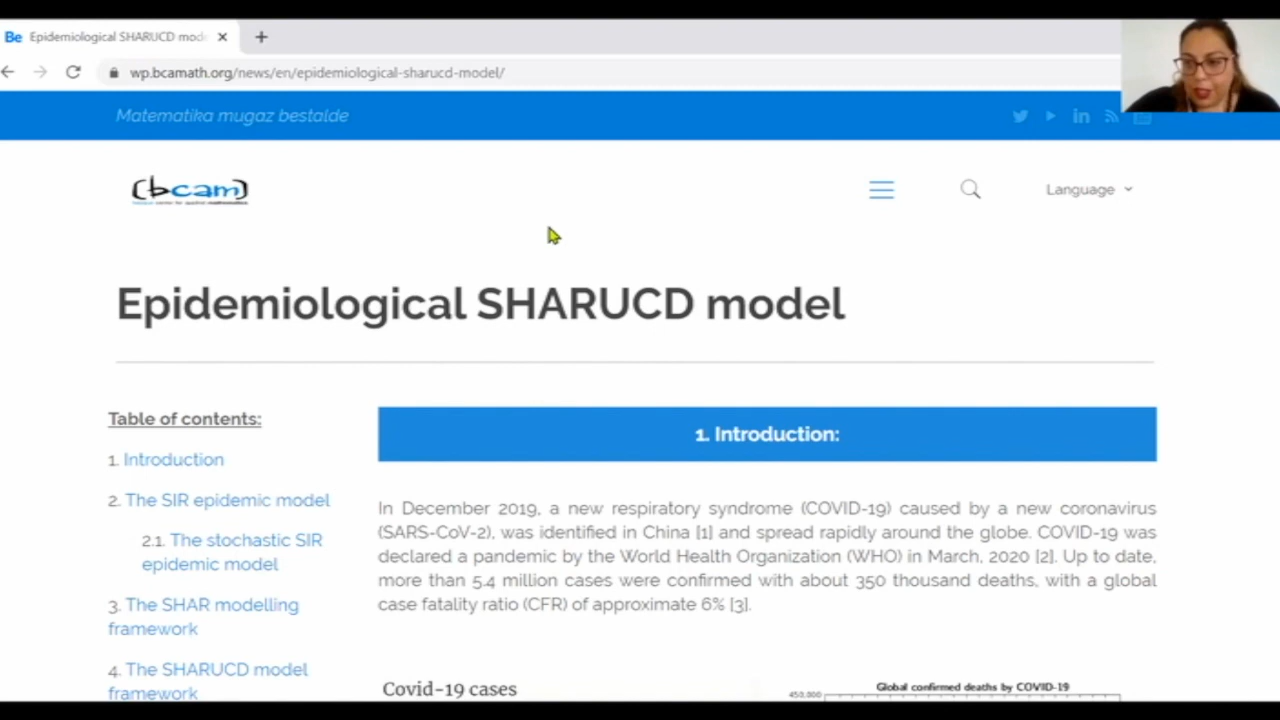 Be Epidemiological SHARUCD mod
wp.bcamath.org/news/en/epidemiological-sharucd-model/
Matematika mugaz bestalde
(bcam)
Language
Epidemiological SHARUCD model
Table of contents:
1. Introduction
2. The SIR epidemic model
2.1. The stochastic SIR
epidemic model
3. The SHAR modelling
framework
4. The SHARUCD model
framework
1. Introduction:
In December 2019, a new respiratory syndrome (COVID-19) caused by a new coronavirus
(SARS-CoV-2), was identified in China [1] and spread rapidly around the globe. COVID-19 was
declared a pandemic by the World Health Organization (WHO) in March, 2020 [2]. Up to date,
more than 5.4 million cases were confirmed with about 350 thousand deaths, with a global
case fatality ratio (CFR) of approximate 6% [3].
Covid-19 cases
Global confirmed deaths by COVID-19
450,000